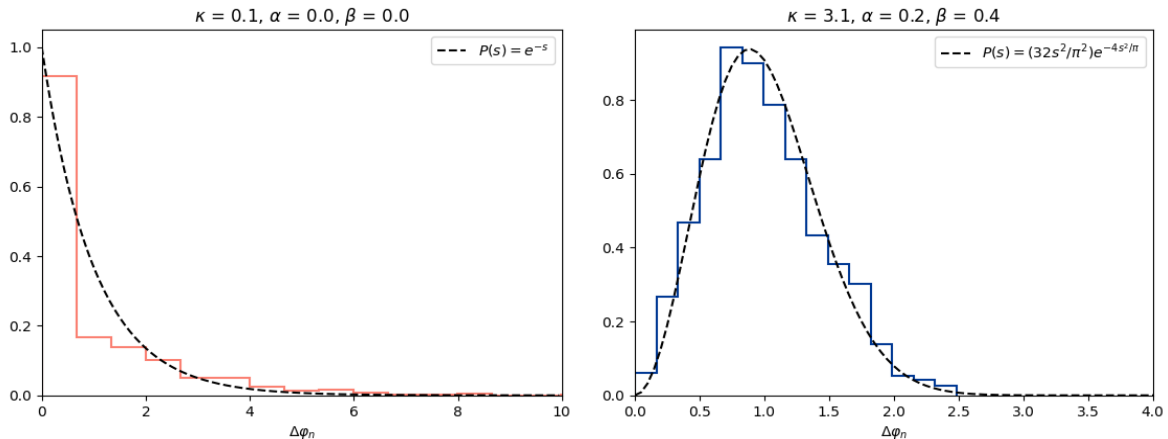 κ = 0.1, α = 0.0, β = 0.0
P(s) = e^{-s}
1.0
0.8
0.6
0.4
0.2
0.0
0 2 4 6 8 10
Δφ_n
κ = 3.1, α = 0.2, β = 0.4
P(s) = (32s²/π²)e^{-4s²/π}
0.8
0.6
0.4
0.2
0.0
0.0 0.5 1.0 1.5 2.0 2.5 3.0 3.5 4.0
Δφ_n